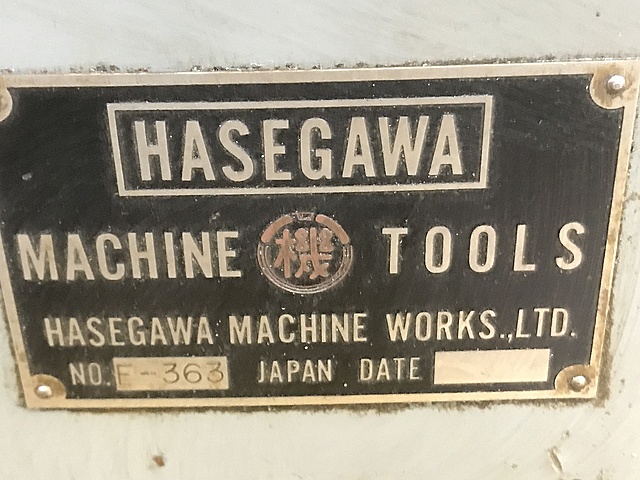 HASEGAWA
MACHINE 機 TOOLS
HASEGAWA MACHINE WORKS.,LTD.
NO. E-363 JAPAN DATE